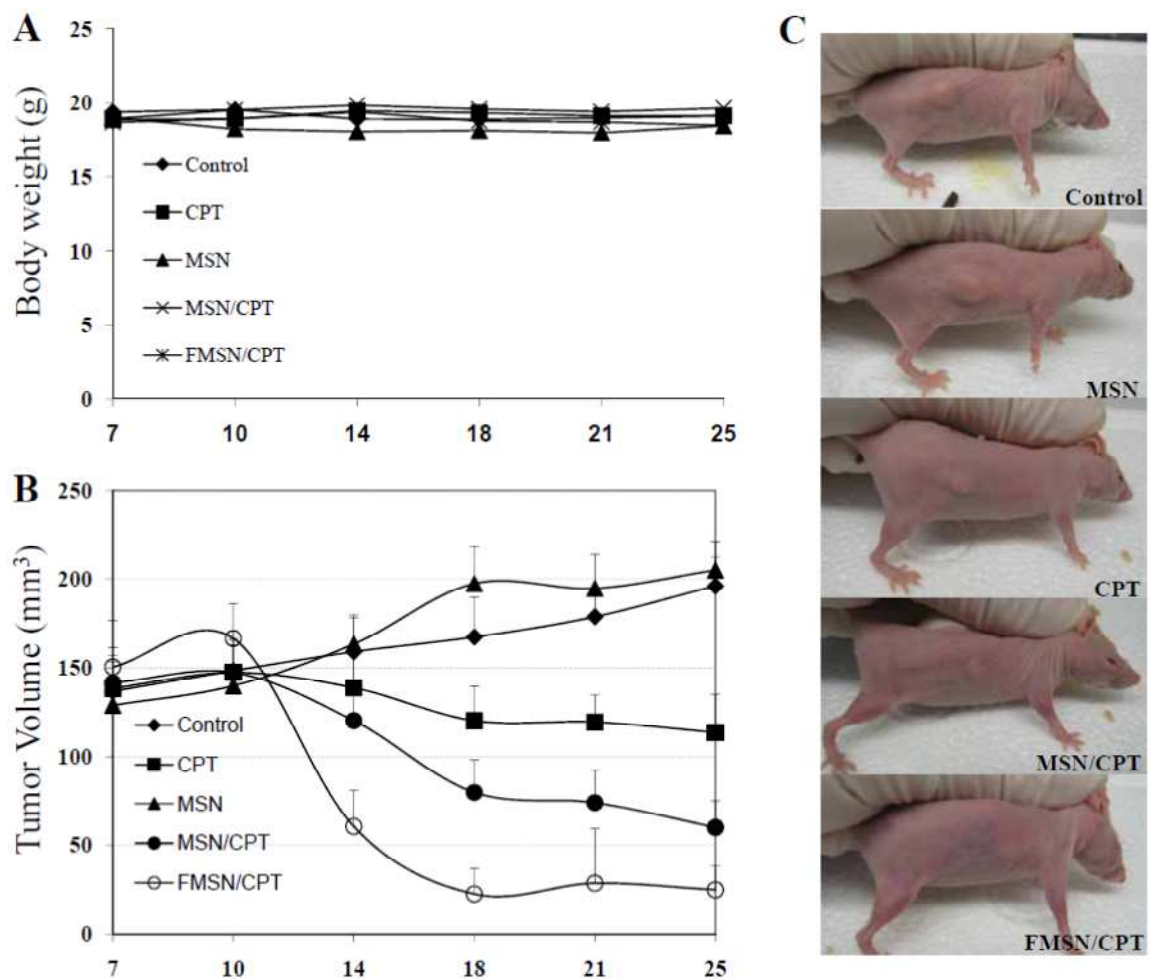 A
Body weight (g)
25
20
15
10
5
0
Control
CPT
MSN
MSN/CPT
FMSN/CPT
7 10 14 18 21 25
B
Tumor Volume (mm³)
250
200
150
100
50
0
Control
CPT
MSN
MSN/CPT
FMSN/CPT
7 10 14 18 21 25
C
Control
MSN
CPT
MSN/CPT
FMSN/CPT